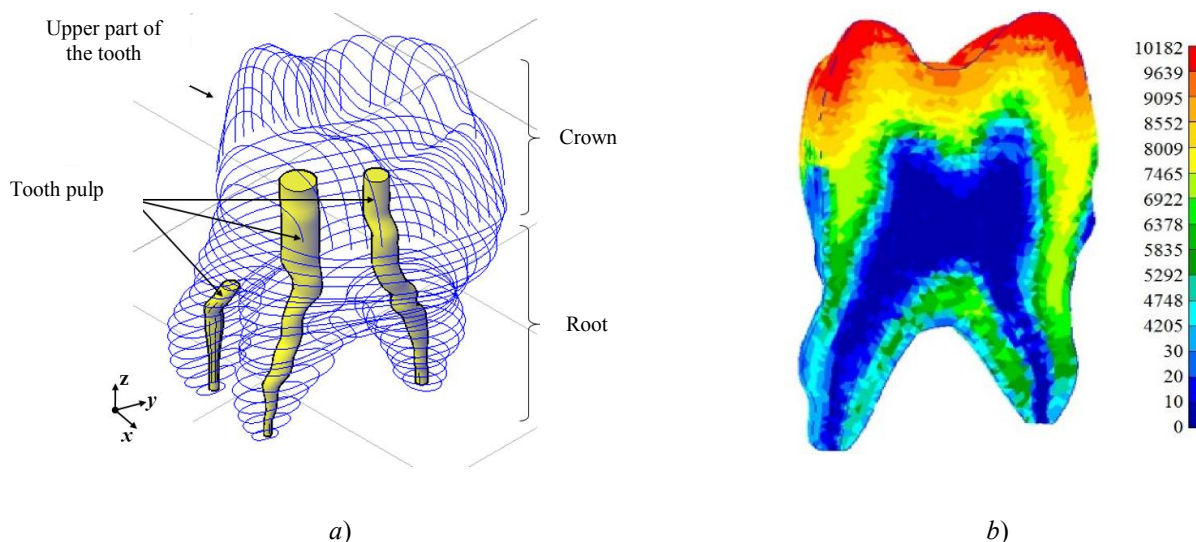 Upper part of
the tooth
Crown
Tooth pulp
Root
z
y
x
10182
9639
9095
8552
8009
7465
6922
6378
5835
5292
4748
4205
30
20
10
0
a)
b)